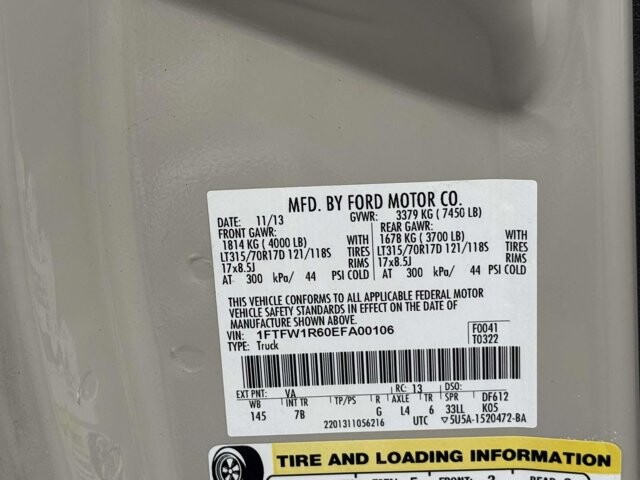 MFD. BY FORD MOTOR CO.
DATE: 11/13 GVWR: 3379 KG (7450 LB)
FRONT GAWR: REAR GAWR:
1814 KG (4000 LB) 1678 KG (3700 LB)
LT315/70R17D 121/118S TIRES LT315/70R17D 121/118S TIRES
17x8.5J RIMS 17x8.5J RIMS
AT 300 kPa/ 44 PSI COLD AT 300 kPa/ 44 PSI COLD
THIS VEHICLE CONFORMS TO ALL APPLICABLE FEDERAL MOTOR
VEHICLE SAFETY STANDARDS IN EFFECT ON THE DATE OF
MANUFACTURE SHOWN ABOVE.
VIN: 1FTFW1R60EFA00106 F0041
TYPE: Truck T0322
EXT PNT: VA RC: 13 DSO:
WB INT TR TP/PS R AXLE TR SPR DF612
145 7B G L4 6 33LL K05
2201311056216 UTC ▽5U5A-1520472-BA
TIRE AND LOADING INFORMATION